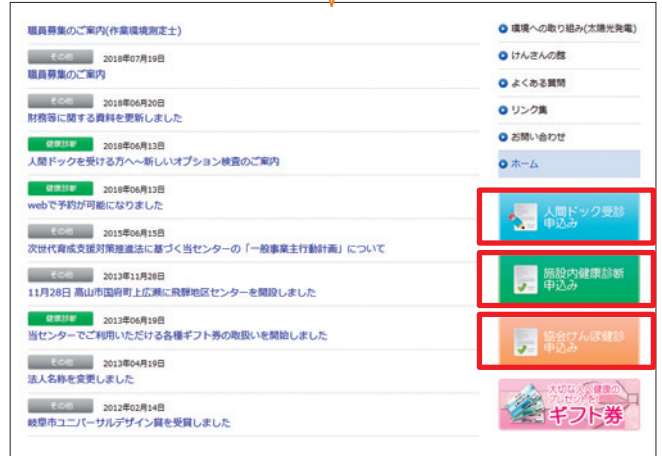 職員募集のご案内(作業環境測定士)
その他 2018年07月19日
職員募集のご案内
その他 2018年06月20日
財務等に関する資料を更新しました
健康診断 2018年06月13日
人間ドックを受ける方へ～新しいオプション検査のご案内
健康診断 2018年06月13日
webで予約が可能になりました
その他 2015年06月15日
次世代育成支援対策推進法に基づく当センターの「一般事業主行動計画」について
その他 2013年11月28日
11月28日 高山市国府町上広瀬に飛騨地区センターを開設しました
健康診断 2013年06月19日
当センターでご利用いただける各種ギフト券の取扱いを開始しました
その他 2013年04月19日
法人名称を変更しました
その他 2012年02月14日
岐阜市ユニバーサルデザイン賞を受賞しました
環境への取り組み(太陽光発電)
けんさんの館
よくある質問
リンク集
お問い合わせ
ホーム
人間ドック受診
申込み
施設内健康診断
申込み
協会けんぽ健診
申込み
大切な人へ健康の
プレゼントを!
ギフト券